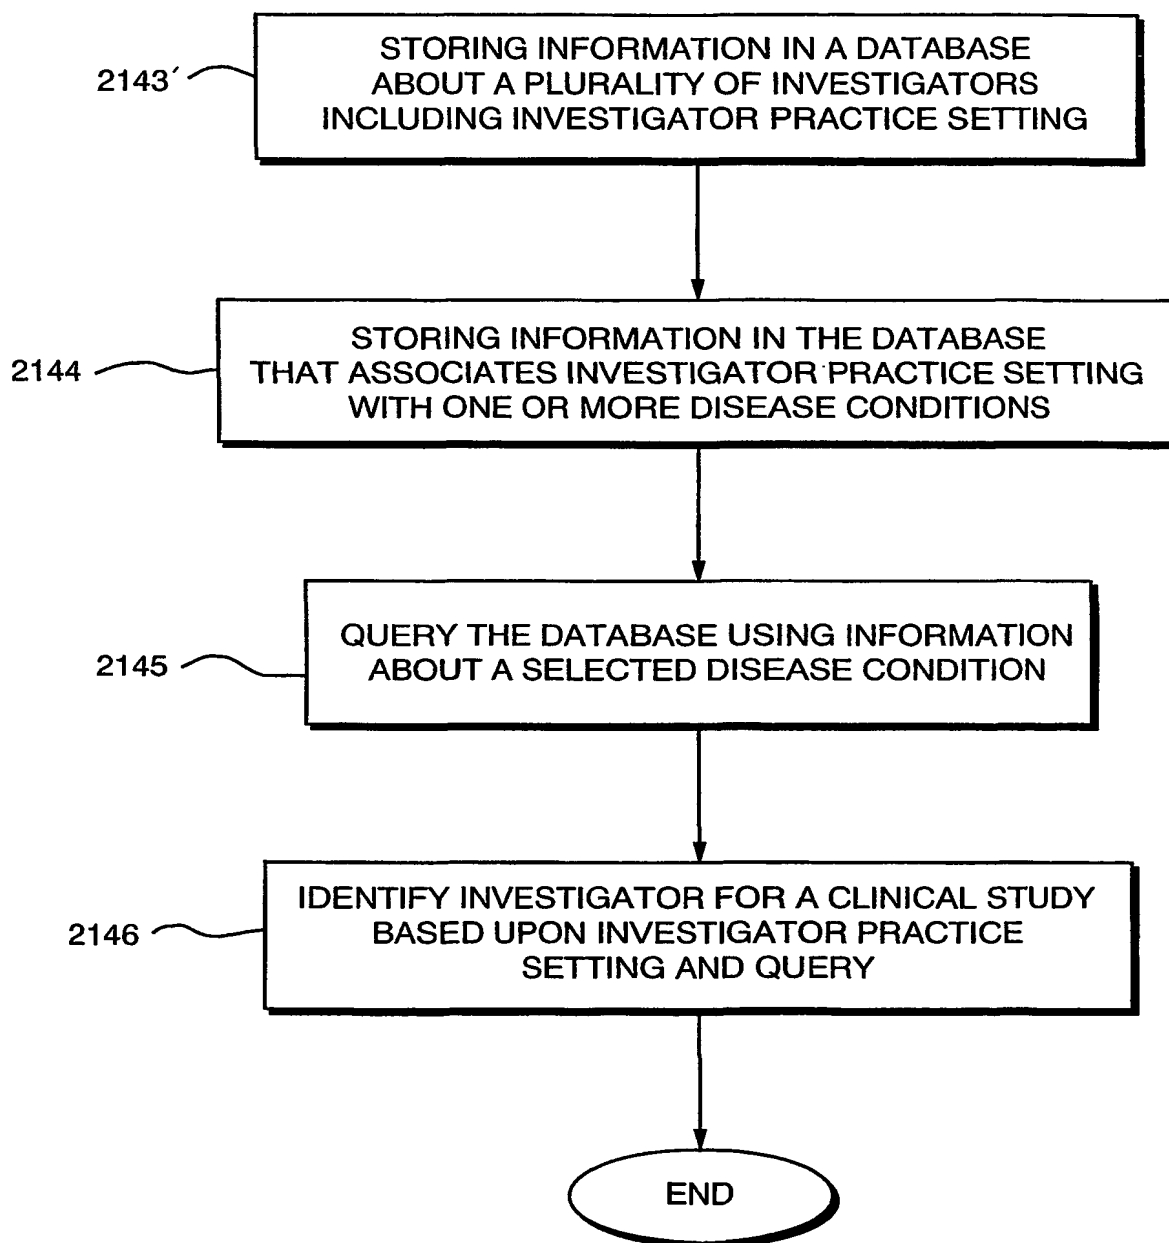 2143′
STORING INFORMATION IN A DATABASE
ABOUT A PLURALITY OF INVESTIGATORS
INCLUDING INVESTIGATOR PRACTICE SETTING
2144
STORING INFORMATION IN THE DATABASE
THAT ASSOCIATES INVESTIGATOR PRACTICE SETTING
WITH ONE OR MORE DISEASE CONDITIONS
2145
QUERY THE DATABASE USING INFORMATION
ABOUT A SELECTED DISEASE CONDITION
2146
IDENTIFY INVESTIGATOR FOR A CLINICAL STUDY
BASED UPON INVESTIGATOR PRACTICE
SETTING AND QUERY
END